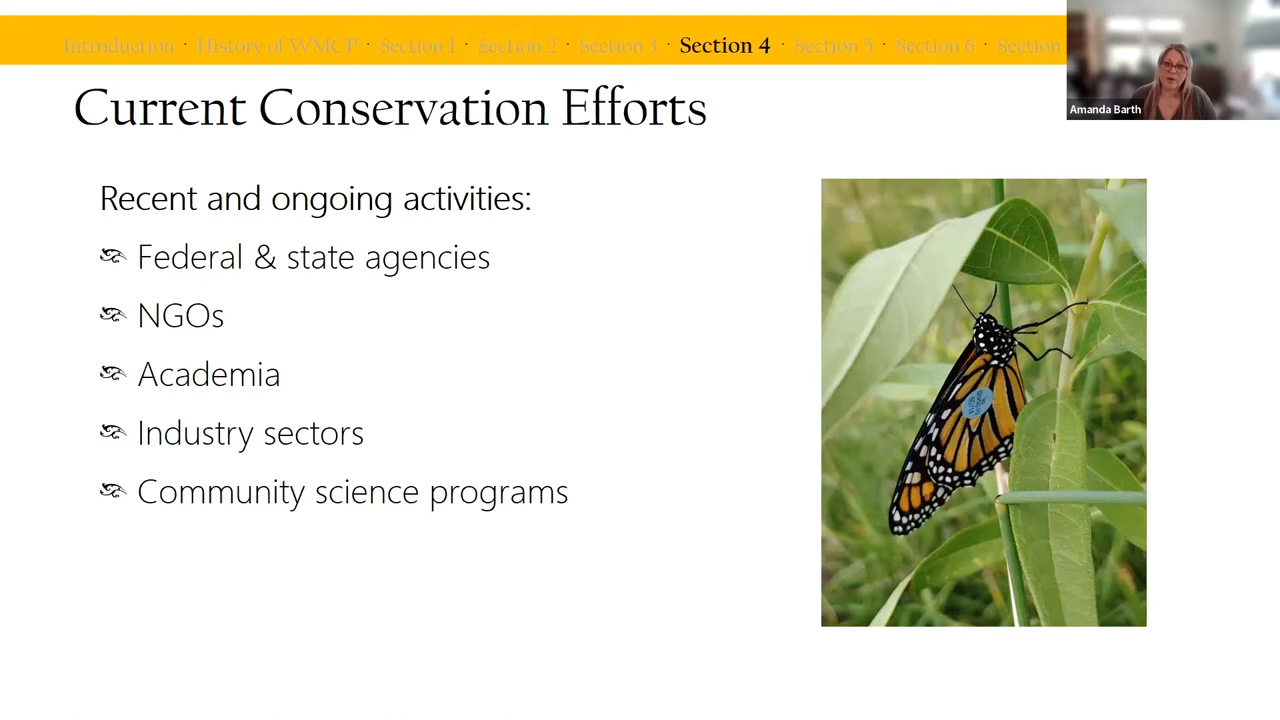 Introduction · History of WMCP · Section 1 · Section 2 · Section 3 · Section 4 · Section 5 · Section 6 · Section
Amanda Barth
Current Conservation Efforts
Recent and ongoing activities:
Federal & state agencies
NGOs
Academia
Industry sectors
Community science programs